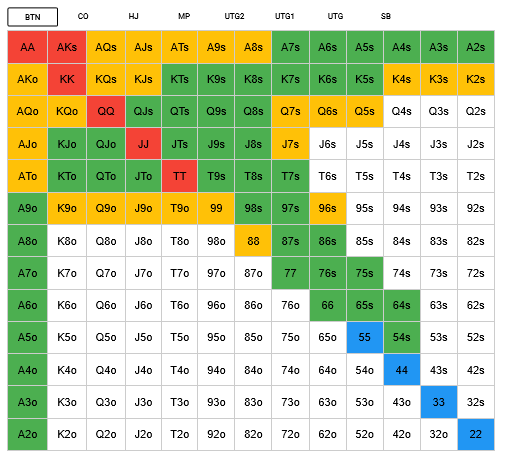 BTN CO HJ MP UTG2 UTG1 UTG SB
AA AKs AQs AJs ATs A9s A8s A7s A6s A5s A4s A3s A2s
AKo KK KQs KJs KTs K9s K8s K7s K6s K5s K4s K3s K2s
AQo KQo QQ QJs QTs Q9s Q8s Q7s Q6s Q5s Q4s Q3s Q2s
AJo KJo QJo JJ JTs J9s J8s J7s J6s J5s J4s J3s J2s
ATo KTo QTo JTo TT T9s T8s T7s T6s T5s T4s T3s T2s
A9o K9o Q9o J9o T9o 99 98s 97s 96s 95s 94s 93s 92s
A8o K8o Q8o J8o T8o 98o 88 87s 86s 85s 84s 83s 82s
A7o K7o Q7o J7o T7o 97o 87o 77 76s 75s 74s 73s 72s
A6o K6o Q6o J6o T6o 96o 86o 76o 66 65s 64s 63s 62s
A5o K5o Q5o J5o T5o 95o 85o 75o 65o 55 54s 53s 52s
A4o K4o Q4o J4o T4o 94o 84o 74o 64o 54o 44 43s 42s
A3o K3o Q3o J3o T3o 93o 83o 73o 63o 53o 43o 33 32s
A2o K2o Q2o J2o T2o 92o 82o 72o 62o 52o 42o 32o 22